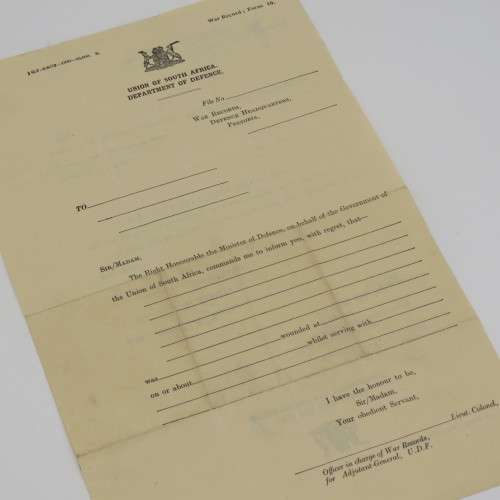 War Record: Form 10.
UNION OF SOUTH AFRICA.
DEPARTMENT OF DEFENCE.
File No.
War Records,
Defence Headquarters,
Pretoria.
TO
Sir/Madam,
The Right Honourable the Minister of Defence, on behalf of the Government of
the Union of South Africa, commands me to inform you, with regret, that—
was wounded at
on or about whilst serving with
I have the honour to be,
Sir/Madam,
Your obedient Servant,
Lieut. Colonel,
Officer in charge of War Records,
for Adjutant-General, U.D.F.